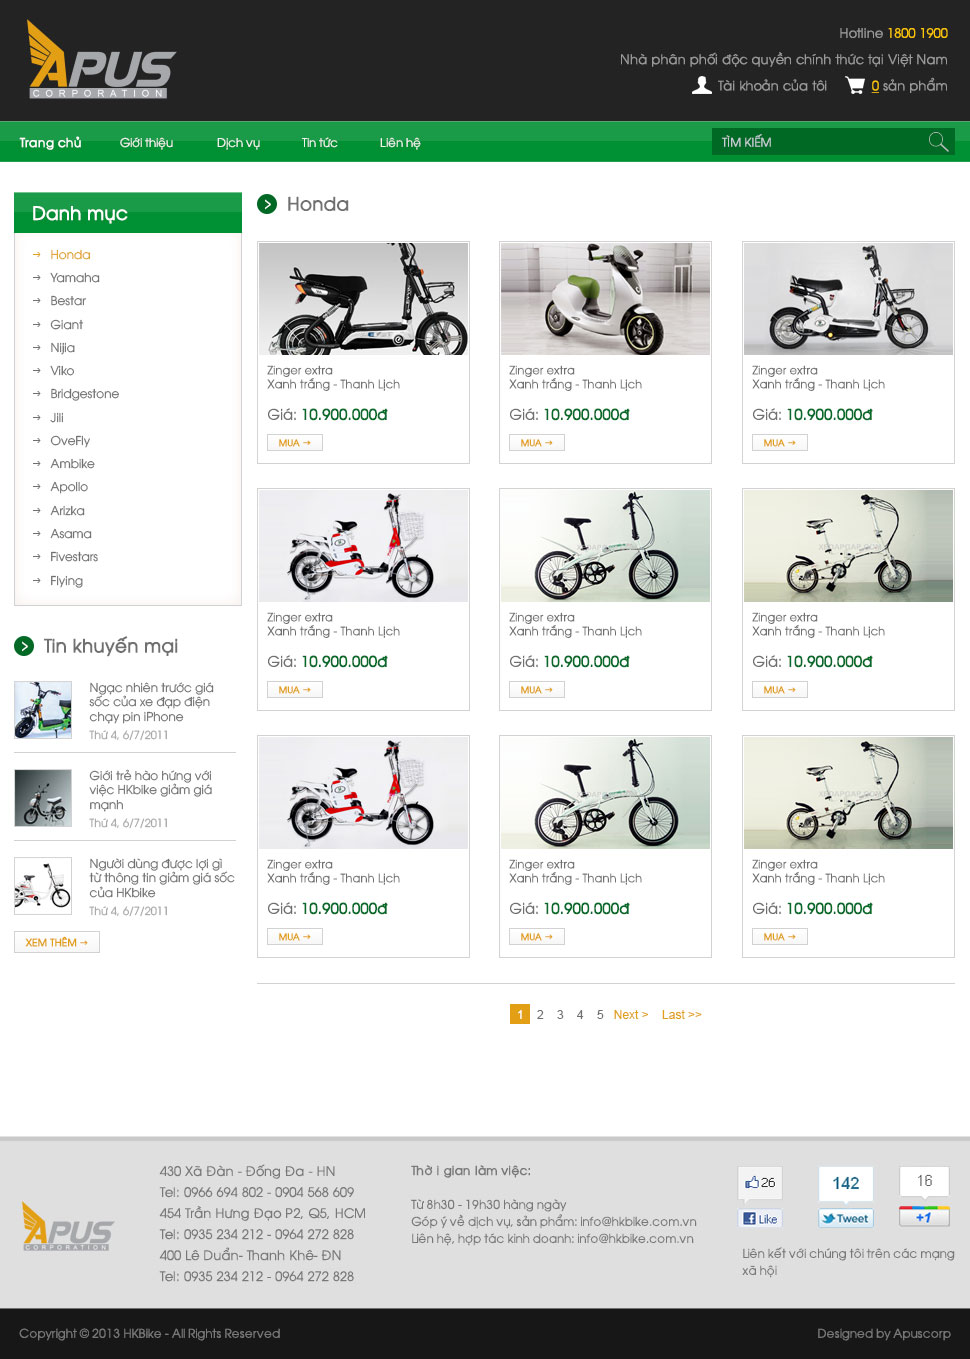 APUS
CORPORATION
Hotline 1800 1900
Nhà phân phối độc quyền chính thức tại Việt Nam
Tài khoản của tôi 0 sản phẩm
Trang chủ Giới thiệu Dịch vụ Tin tức Liên hệ TÌM KIẾM
Danh mục
Honda
Yamaha
Bestar
Giant
Nijia
Viko
Bridgestone
Jili
OveFly
Ambike
Apollo
Arizka
Asama
Fivestars
Flying
Tin khuyến mại
Ngạc nhiên trước giá
sốc của xe đạp điện
chạy pin iPhone
Thứ 4, 6/7/2011
Giới trẻ hào hứng với
việc HKbike giảm giá
mạnh
Thứ 4, 6/7/2011
Người dùng được lợi gì
từ thông tin giảm giá sốc
của HKbike
Thứ 4, 6/7/2011
XEM THÊM →
Honda
Zinger extra
Xanh trắng - Thanh Lịch
Giá: 10.900.000đ
MUA →
Zinger extra
Xanh trắng - Thanh Lịch
Giá: 10.900.000đ
MUA →
Zinger extra
Xanh trắng - Thanh Lịch
Giá: 10.900.000đ
MUA →
Zinger extra
Xanh trắng - Thanh Lịch
Giá: 10.900.000đ
MUA →
Zinger extra
Xanh trắng - Thanh Lịch
Giá: 10.900.000đ
MUA →
Zinger extra
Xanh trắng - Thanh Lịch
Giá: 10.900.000đ
MUA →
Zinger extra
Xanh trắng - Thanh Lịch
Giá: 10.900.000đ
MUA →
Zinger extra
Xanh trắng - Thanh Lịch
Giá: 10.900.000đ
MUA →
Zinger extra
Xanh trắng - Thanh Lịch
Giá: 10.900.000đ
MUA →
1 2 3 4 5 Next > Last >>
APUS
CORPORATION
430 Xã Đàn - Đống Đa - HN
Tel: 0966 694 802 - 0904 568 609
454 Trần Hưng Đạo P2, Q5, HCM
Tel: 0935 234 212 - 0964 272 828
400 Lê Duẩn- Thanh Khê- ĐN
Tel: 0935 234 212 - 0964 272 828
Thờ i gian làm việc:
Từ 8h30 - 19h30 hàng ngày
Góp ý về dịch vụ, sản phẩm: info@hkbike.com.vn
Liên hệ, hợp tác kinh doanh: info@hkbike.com.vn
26 142 16
Like Tweet +1
Liên kết với chúng tôi trên các mạng
xã hội
Copyright © 2013 HKBike - All Rights Reserved
Designed by Apuscorp